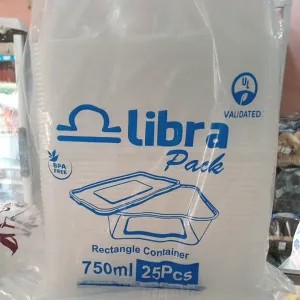 UL
VALIDATED
libra
Pack
BPA
FREE
Rectangle Container
750ml 25Pcs